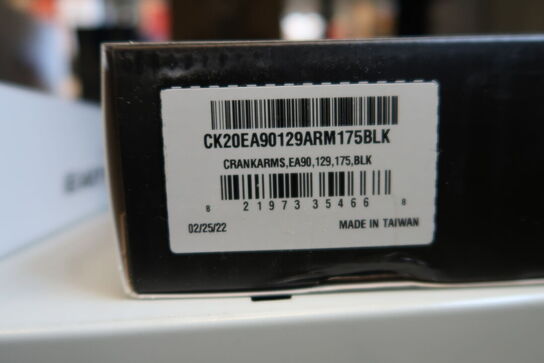 CK20EA90129ARM175BLK
CRANKARMS,EA90,129,175,BLK
8 21973 35466 8
02/25/22 MADE IN TAIWAN